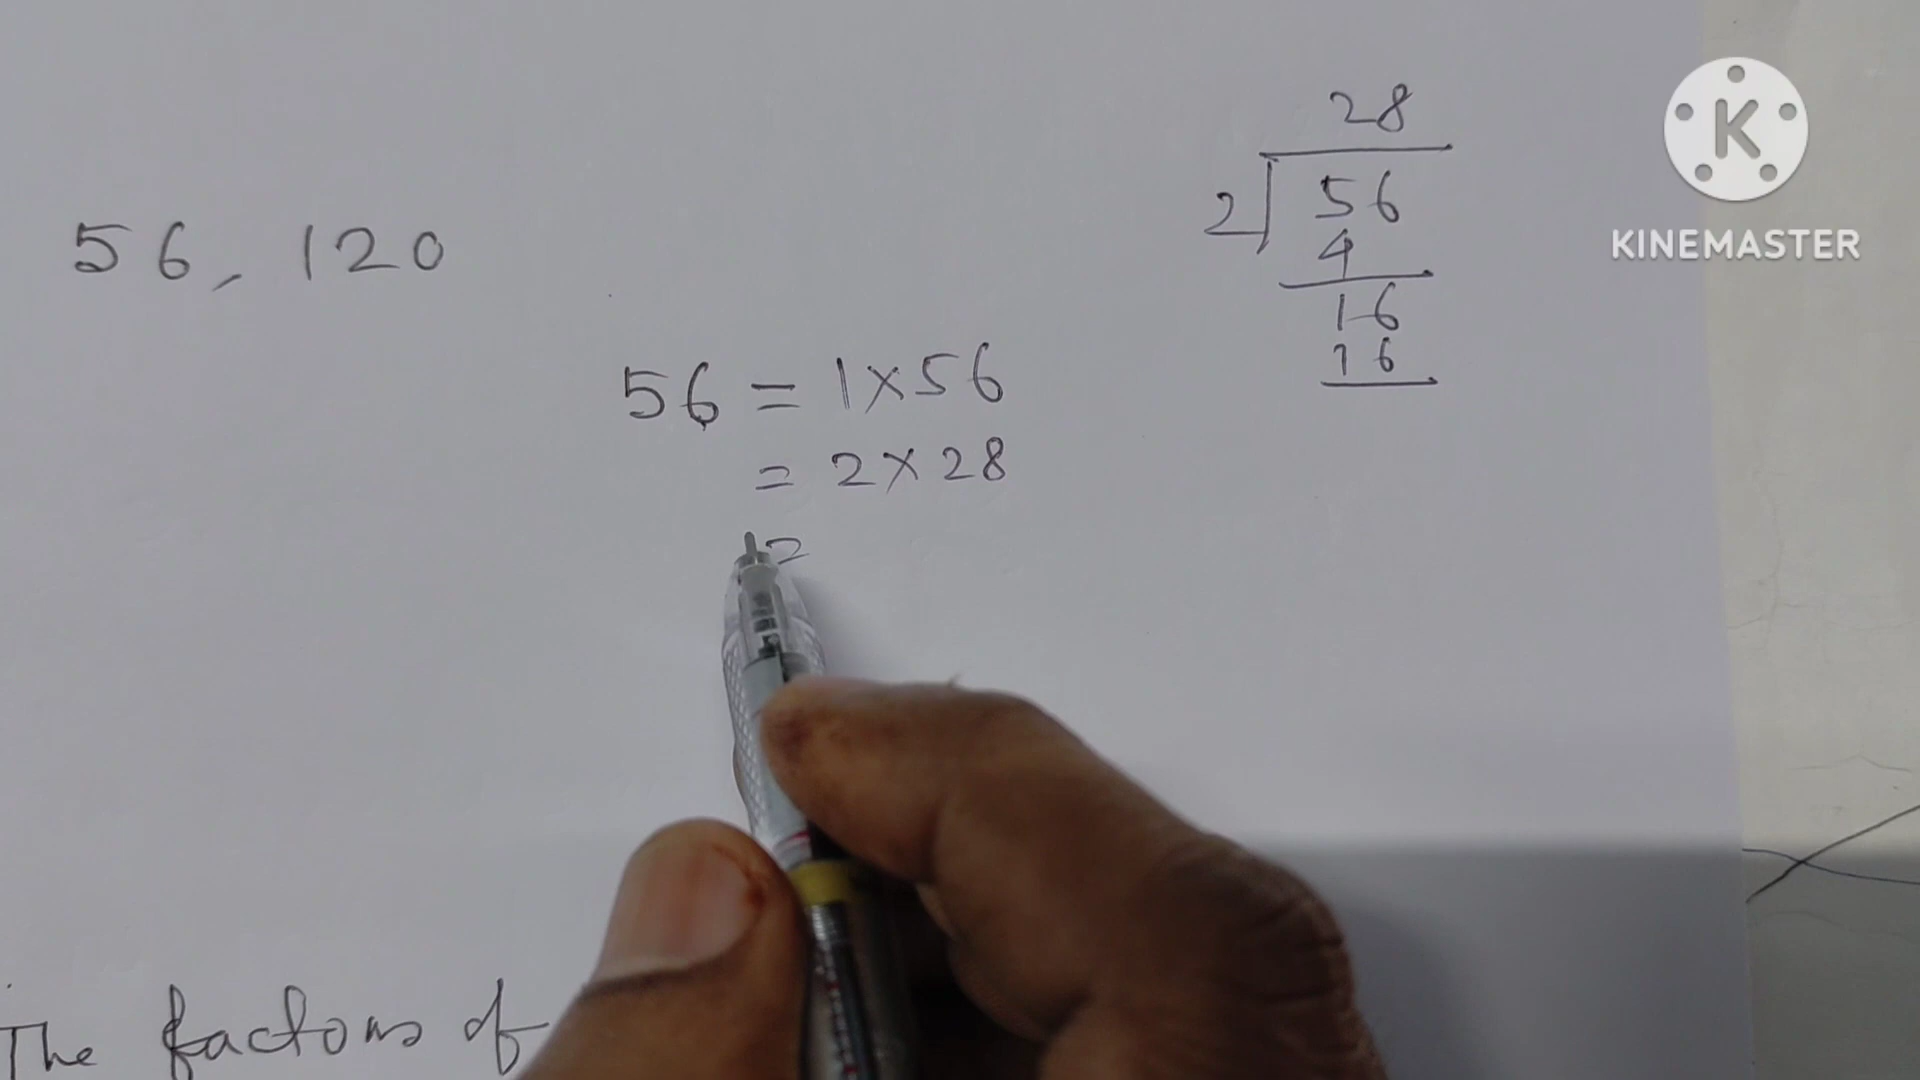 56, 120
56 = 1×56
= 2×28
=
28
2 56
4
16
16
KINEMASTER
The factors of